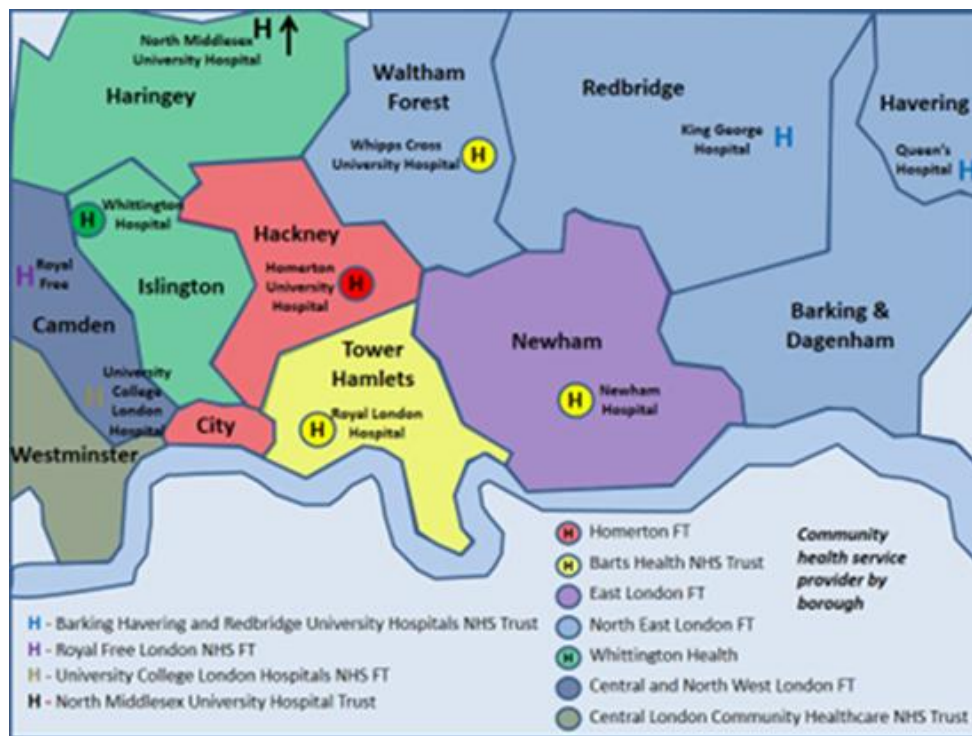 North Middlesex
University Hospital
H
Haringey
Waltham
Forest
Whipps Cross
University Hospital
H
Redbridge
King George
Hospital
H
Havering
Queen's
Hospital
H
H
Whittington
Hospital
Hackney
Homerton
University
Hospital
H
H
Royal
Free
Islington
Camden
Tower
Hamlets
H
Royal London
Hospital
Newham
H
Newham
Hospital
Barking &
Dagenham
H
University
College
London
Hospital
City
Westminster
H Homerton FT
H Barts Health NHS Trust
East London FT
North East London FT
H Whittington Health
Central and North West London FT
Central London Community Healthcare NHS Trust
Community
health service
provider by
borough
H - Barking Havering and Redbridge University Hospitals NHS Trust
H - Royal Free London NHS FT
H - University College London Hospitals NHS FT
H - North Middlesex University Hospital Trust